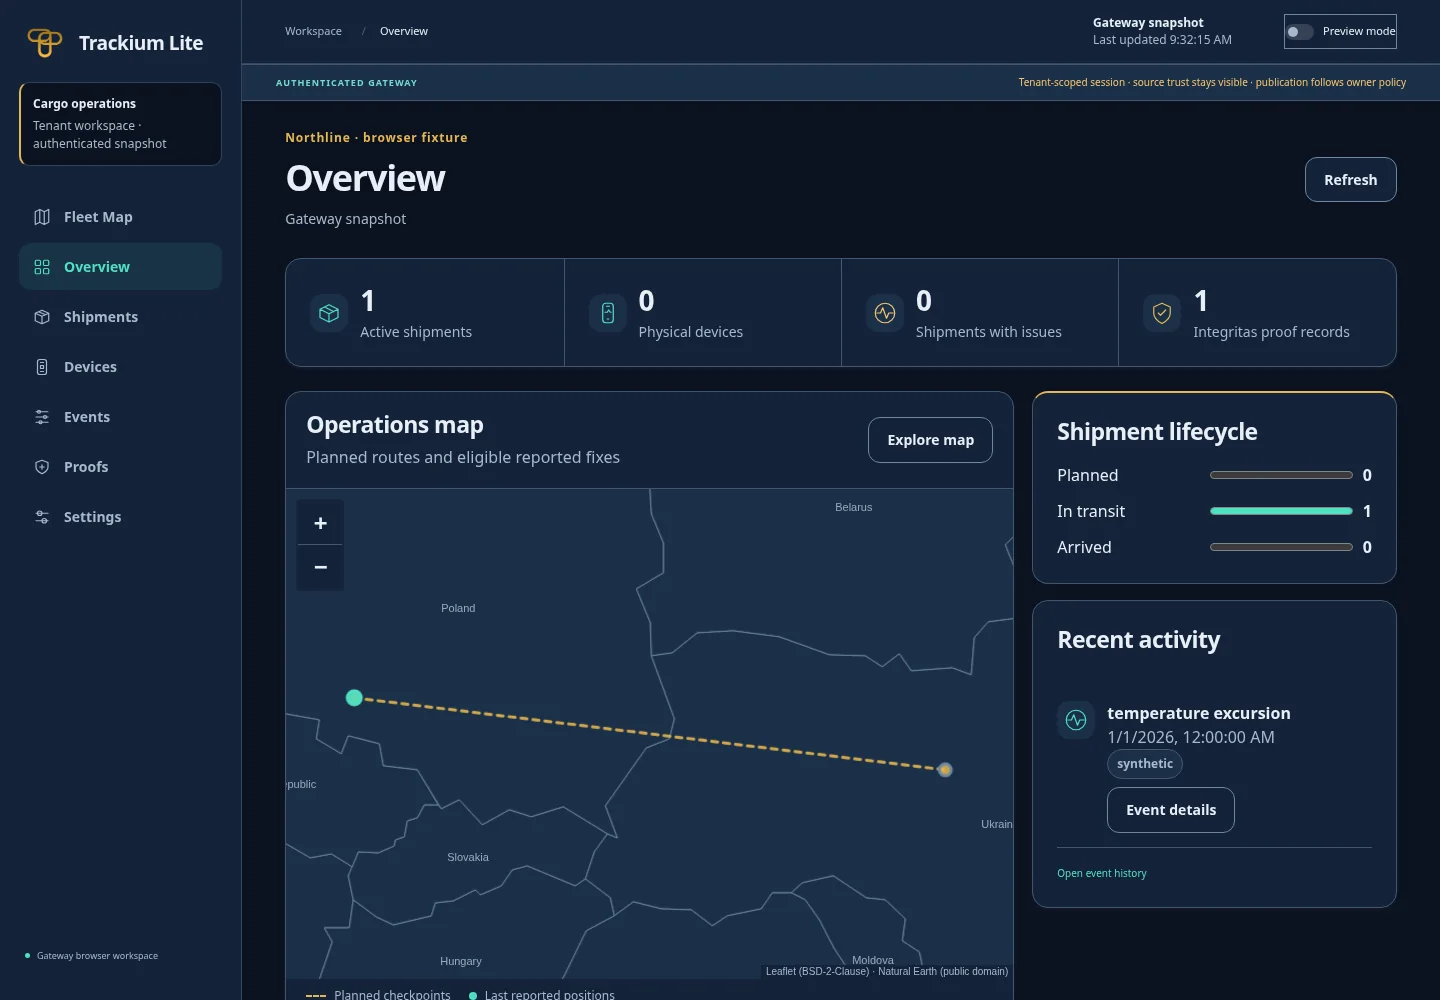 Trackium Lite
Cargo operations
Tenant workspace ·
authenticated snapshot
Fleet Map
Overview
Shipments
Devices
Events
Proofs
Settings
Gateway browser workspace
Workspace / Overview
Gateway snapshot
Last updated 9:32:15 AM
Preview mode
AUTHENTICATED GATEWAY
Tenant-scoped session · source trust stays visible · publication follows owner policy
Northline · browser fixture
Overview
Gateway snapshot
Refresh
1
Active shipments
0
Physical devices
0
Shipments with issues
1
Integritas proof records
Operations map
Planned routes and eligible reported fixes
Explore map
+
−
Belarus
Poland
epublic
Ukrain
Slovakia
Hungary
Moldova
Leaflet (BSD-2-Clause) · Natural Earth (public domain)
Planned checkpoints
Last reported positions
Shipment lifecycle
Planned 0
In transit 1
Arrived 0
Recent activity
temperature excursion
1/1/2026, 12:00:00 AM
synthetic
Event details
Open event history